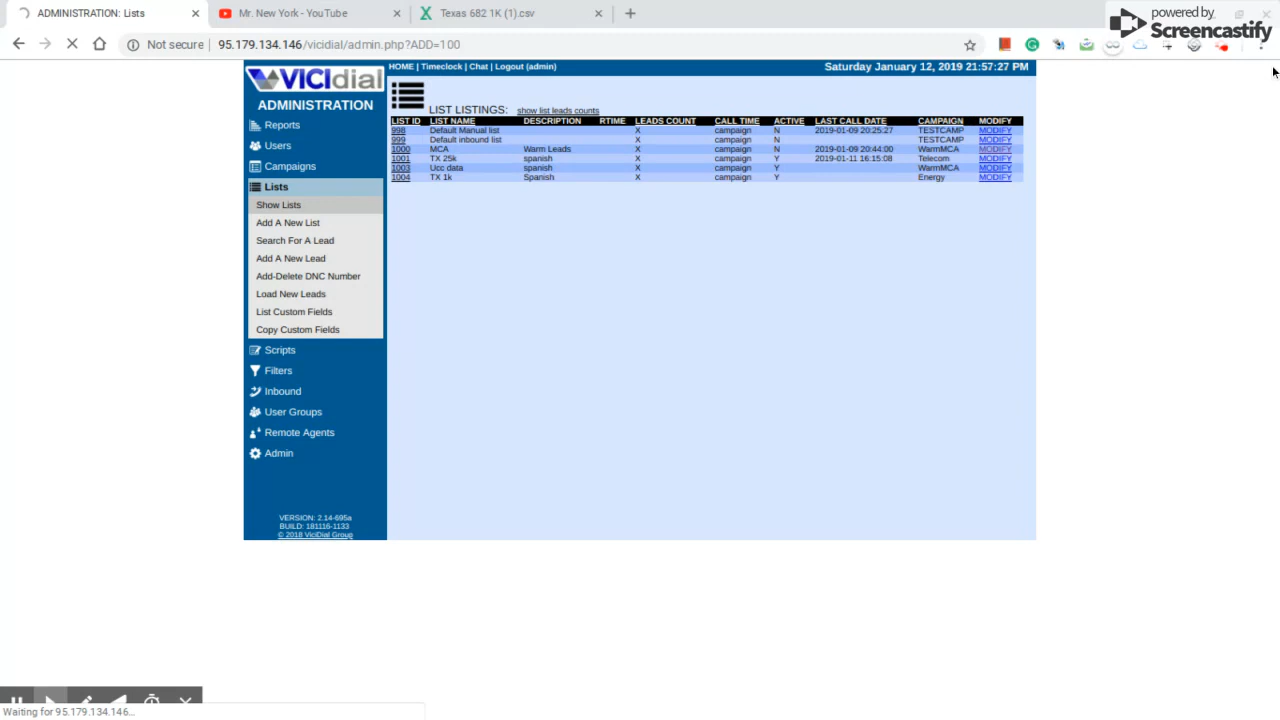 ADMINISTRATION: Lists
Mr. New York - YouTube
Texas 682 1K (1).csv
powered by
Screencastify
Not secure
95.179.134.146/vicidial/admin.php?ADD=100
VICIdial
HOME | Timeclock | Chat | Logout (admin)
Saturday January 12, 2019 21:57:27 PM
ADMINISTRATION
Reports
Users
Campaigns
Lists
Show Lists
Add A New List
Search For A Lead
Add A New Lead
Add-Delete DNC Number
Load New Leads
List Custom Fields
Copy Custom Fields
Scripts
Filters
Inbound
User Groups
Remote Agents
Admin
VERSION: 2.14-695a
BUILD: 181116-1133
© 2018 ViciDial Group
LIST LISTINGS: show list leads counts
LIST ID LIST NAME DESCRIPTION RTIME LEADS COUNT CALL TIME ACTIVE LAST CALL DATE CAMPAIGN MODIFY
998 Default Manual list X campaign N 2019-01-09 20:25:27 TESTCAMP MODIFY
999 Default inbound list X campaign N TESTCAMP MODIFY
1000 MCA Warm Leads X campaign N 2019-01-09 20:44:00 WarmMCA MODIFY
1001 TX 25k spanish X campaign Y 2019-01-11 16:15:08 Telecom MODIFY
1003 Ucc data spanish X campaign Y WarmMCA MODIFY
1004 TX 1k Spanish X campaign Y Energy MODIFY
Waiting for 95.179.134.146...